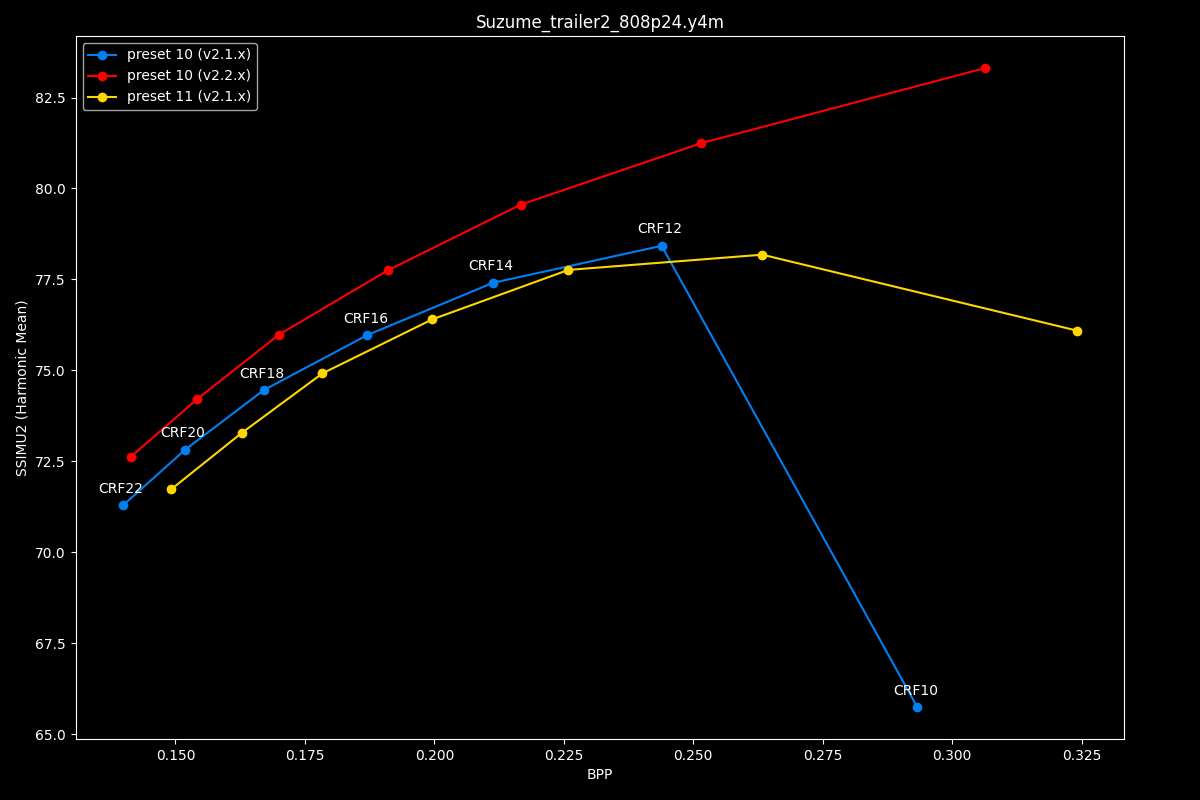 Suzume_trailer2_808p24.y4m
preset 10 (v2.1.x)
preset 10 (v2.2.x)
preset 11 (v2.1.x)
SSIMU2 (Harmonic Mean)
82.5
80.0
77.5
75.0
72.5
70.0
67.5
65.0
CRF12
CRF14
CRF16
CRF18
CRF20
CRF22
CRF10
0.150
0.175
0.200
0.225
0.250
0.275
0.300
0.325
BPP